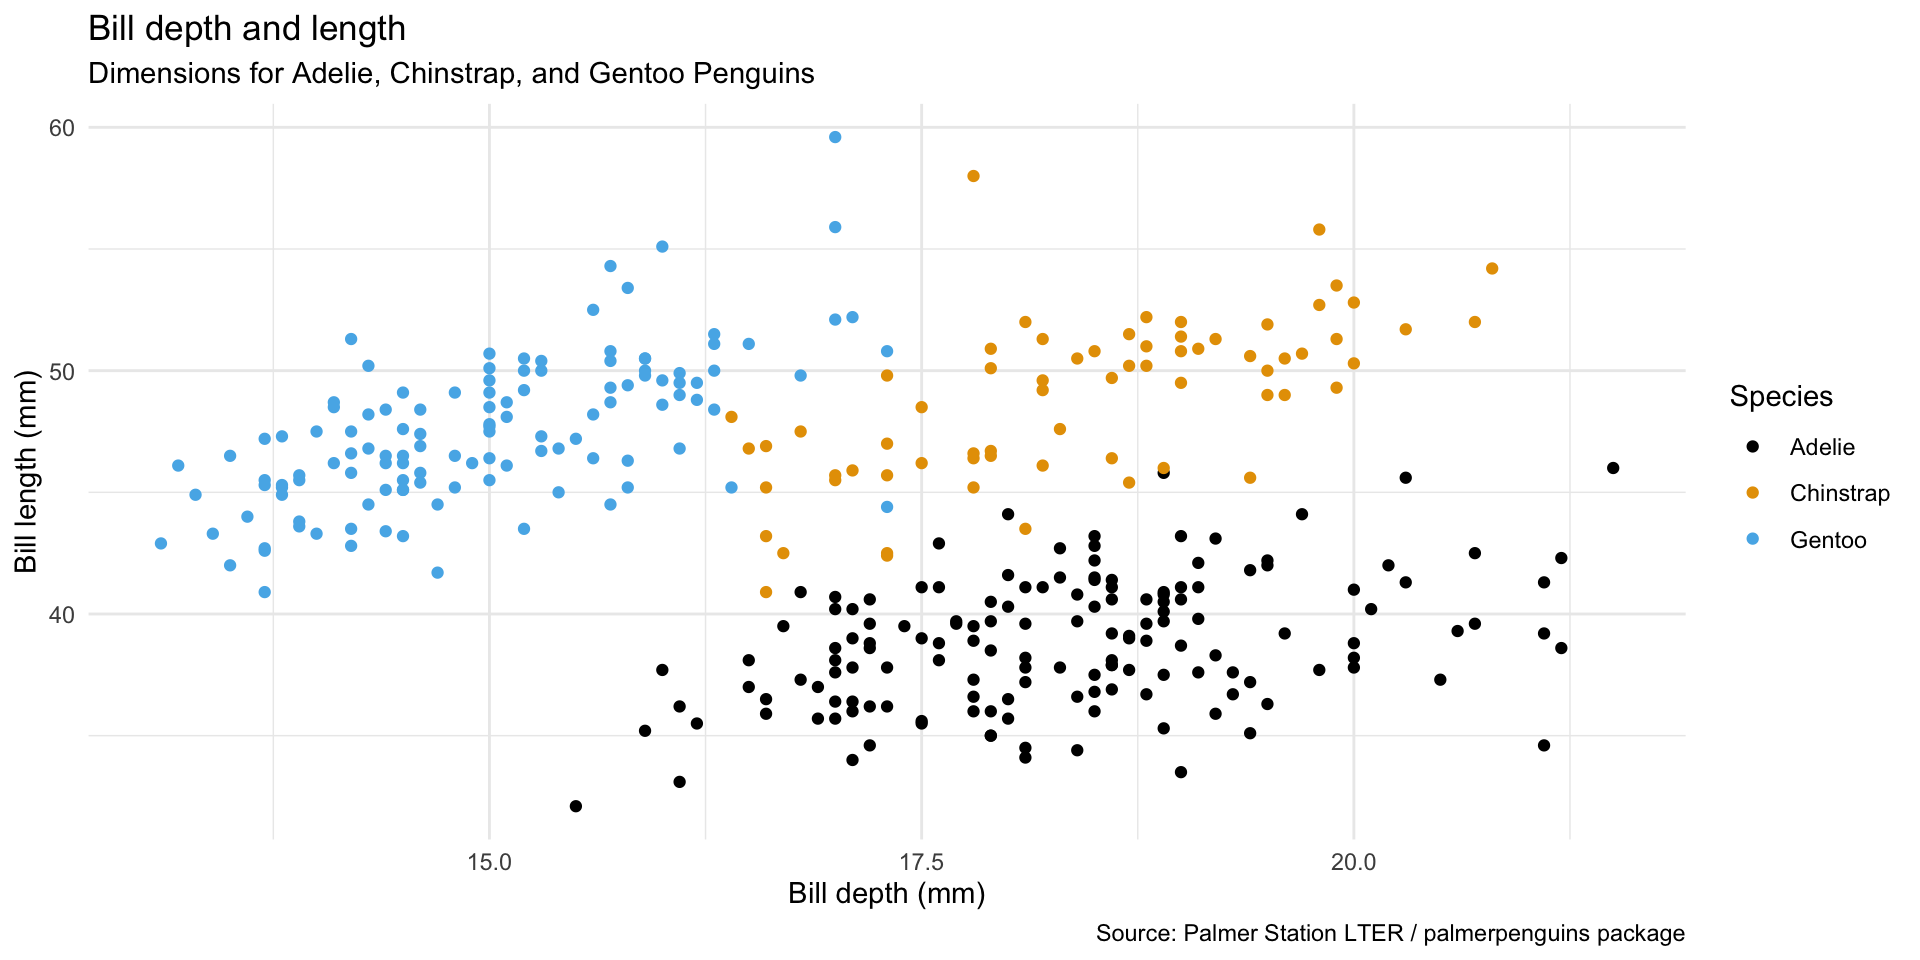 Bill depth and length
Dimensions for Adelie, Chinstrap, and Gentoo Penguins
60
50
40
Bill length (mm)
15.0
17.5
20.0
Bill depth (mm)
Species
Adelie
Chinstrap
Gentoo
Source: Palmer Station LTER / palmerpenguins package